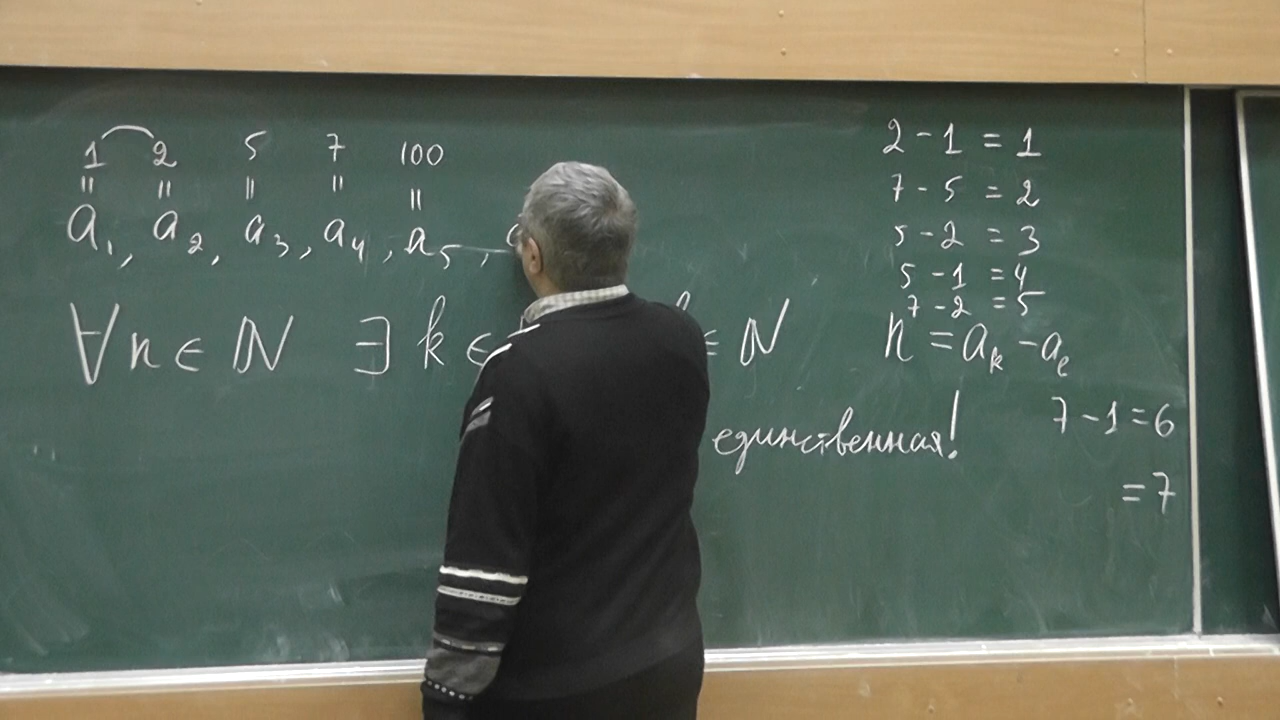 1 2 5 7 100
= = = = =
a₁, a₂, a₃, a₄, a₅,
∀n ∈ ℕ ∃ k ∈ ℕ
единственная!
2 - 1 = 1
7 - 5 = 2
5 - 2 = 3
5 - 1 = 4
7 - 2 = 5
n = aₖ - aₗ
7 - 1 = 6
= 7